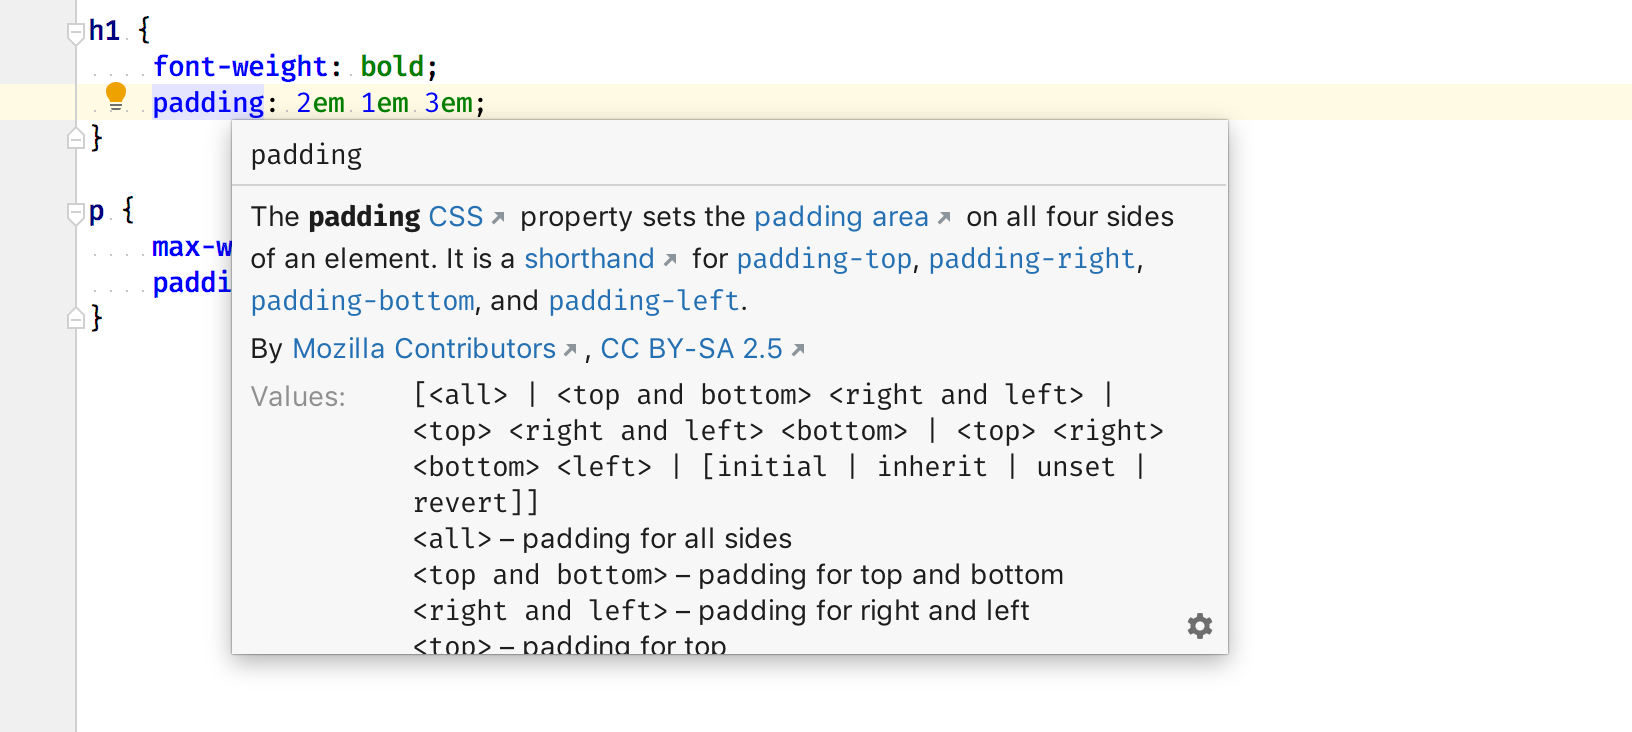 h1 {
font-weight: bold;
padding: 2em 1em 3em;
}
padding
The padding CSS property sets the padding area on all four sides
of an element. It is a shorthand for padding-top, padding-right,
padding-bottom, and padding-left.
By Mozilla Contributors, CC BY-SA 2.5
Values: [<all> | <top and bottom> <right and left> |
<top> <right and left> <bottom> | <top> <right>
<bottom> <left> | [initial | inherit | unset |
revert]]
<all> – padding for all sides
<top and bottom> – padding for top and bottom
<right and left> – padding for right and left
<top> – padding for top
p {
max-w
paddi
}